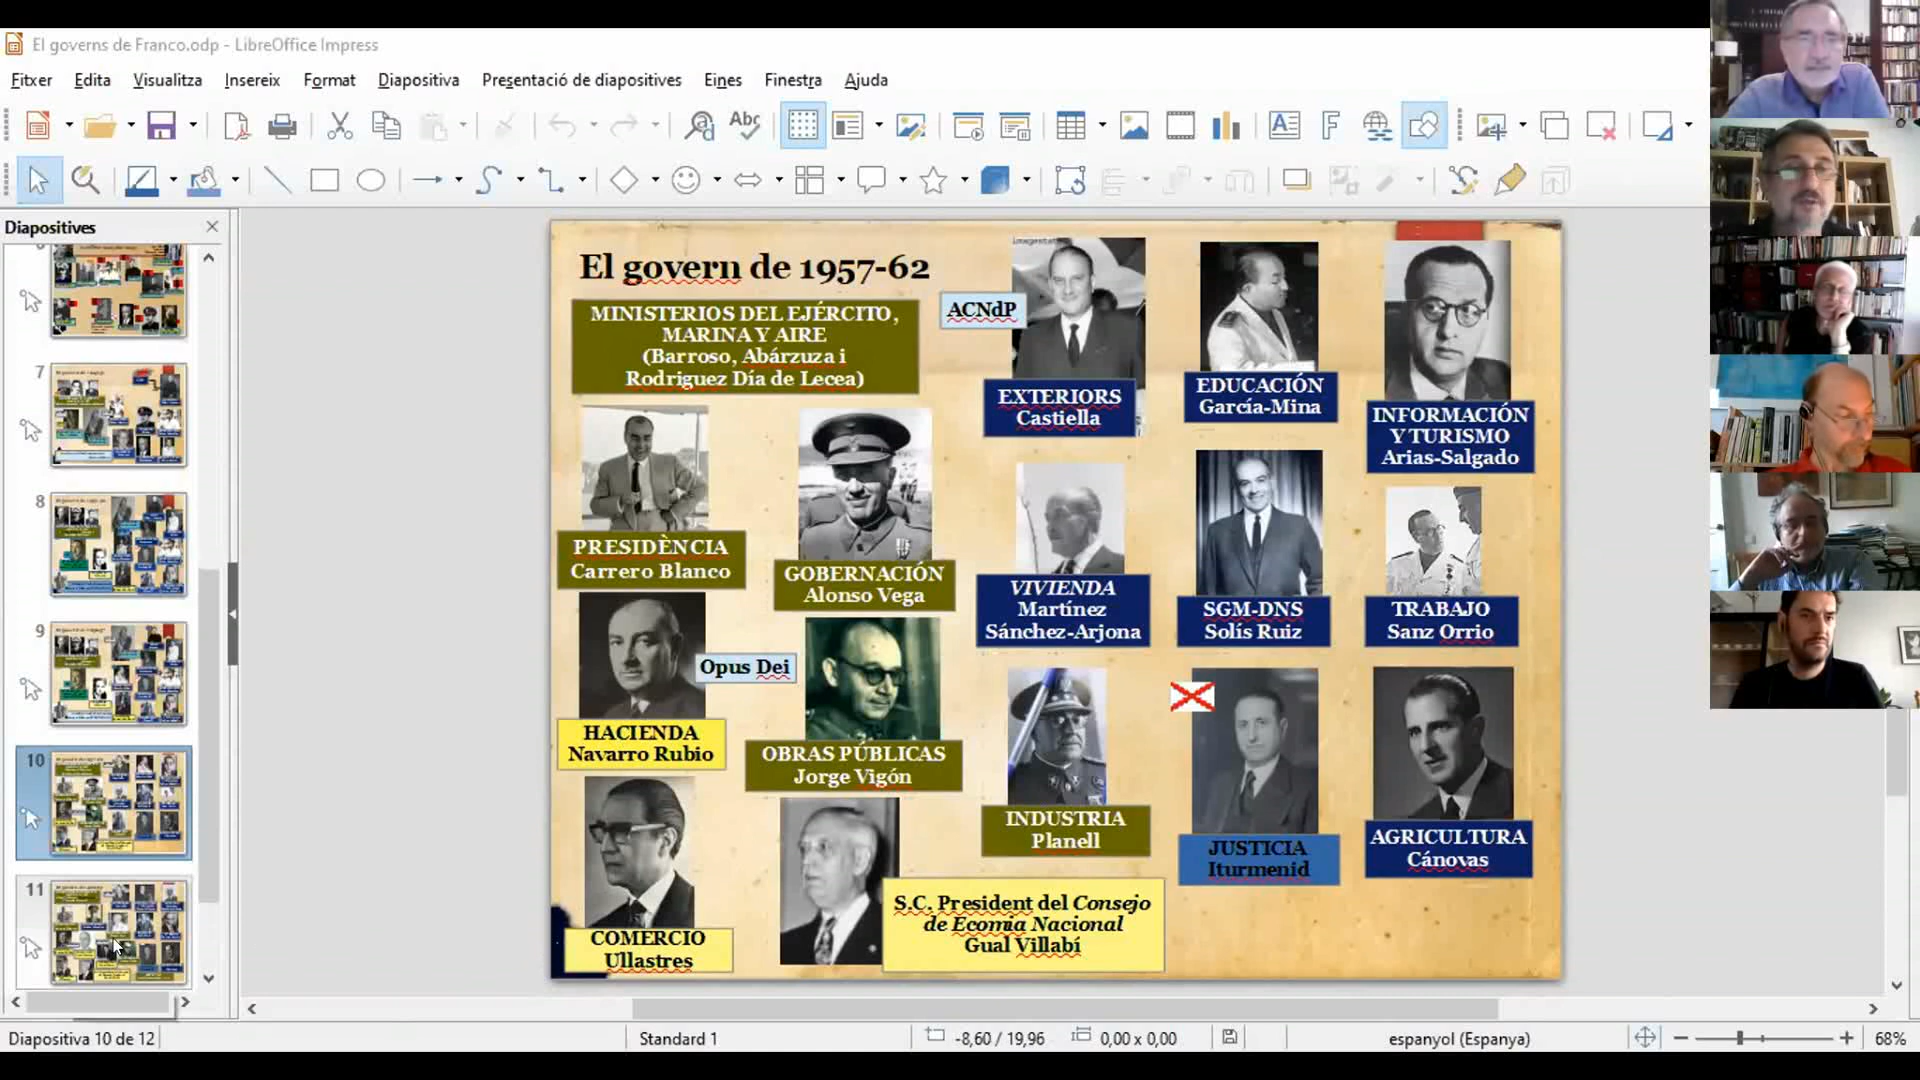 El governs de Franco.odp - LibreOffice Impress
Fitxer Edita Visualitza Insereix Format Diapositiva Presentació de diapositives Eines Finestra Ajuda
Abc
Diapositives
7
8
9
10
11
El govern de 1957-62
MINISTERIOS DEL EJÉRCITO,
MARINA Y AIRE
(Barroso, Abárzuza i
Rodriguez Día de Lecea)
ACNdP
EXTERIORS
Castiella
EDUCACIÓN
García-Mina
INFORMACIÓN
Y TURISMO
Arias-Salgado
PRESIDÈNCIA
Carrero Blanco
GOBERNACIÓN
Alonso Vega
VIVIENDA
Martínez
Sánchez-Arjona
SGM-DNS
Solís Ruiz
TRABAJO
Sanz Orrio
Opus Dei
HACIENDA
Navarro Rubio
OBRAS PÚBLICAS
Jorge Vigón
INDUSTRIA
Planell
JUSTICIA
Iturmenid
AGRICULTURA
Cánovas
COMERCIO
Ullastres
S.C. President del Consejo
de Ecomia Nacional
Gual Villabí
Diapositiva 10 de 12
Standard 1
-8,60 / 19,96
0,00 x 0,00
espanyol (Espanya)
68%